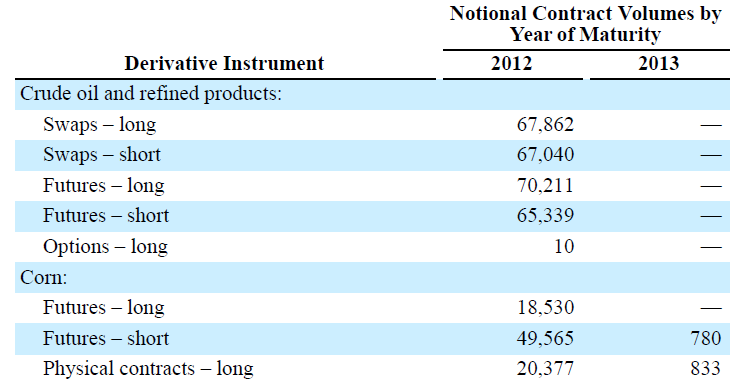 Notional Contract Volumes by
Year of Maturity
Derivative Instrument 2012 2013
Crude oil and refined products:
Swaps – long 67,862 —
Swaps – short 67,040 —
Futures – long 70,211 —
Futures – short 65,339 —
Options – long 10 —
Corn:
Futures – long 18,530 —
Futures – short 49,565 780
Physical contracts – long 20,377 833